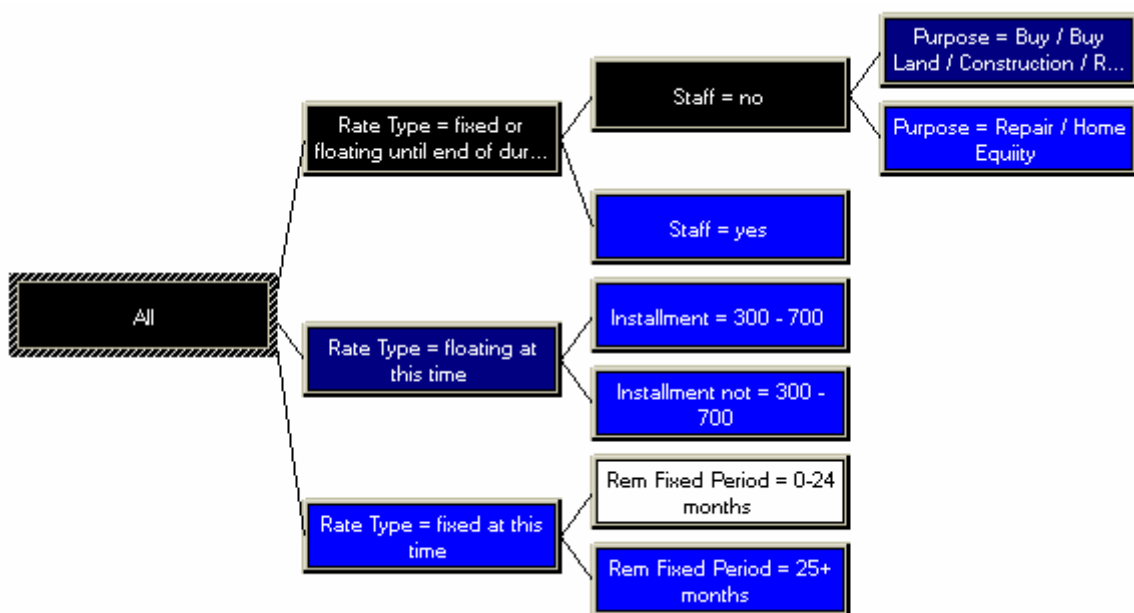 All
Rate Type = fixed or
floating until end of dur...
Rate Type = floating at
this time
Rate Type = fixed at this
time
Staff = no
Staff = yes
Installment = 300 - 700
Installment not = 300 -
700
Rem Fixed Period = 0-24
months
Rem Fixed Period = 25+
months
Purpose = Buy / Buy
Land / Construction / R...
Purpose = Repair / Home
Equiity